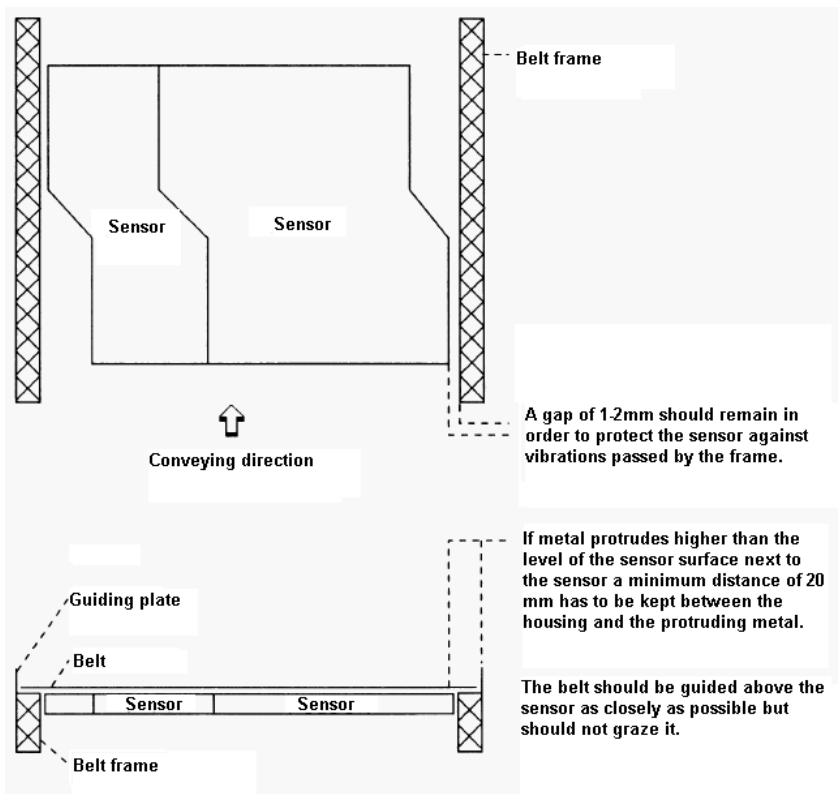 Belt frame
Sensor
Sensor
A gap of 1-2mm should remain in
order to protect the sensor against
vibrations passed by the frame.
Conveying direction
If metal protrudes higher than the
level of the sensor surface next to
the sensor a minimum distance of 20
mm has to be kept between the
housing and the protruding metal.
Guiding plate
Belt
Sensor
Sensor
The belt should be guided above the
sensor as closely as possible but
should not graze it.
Belt frame